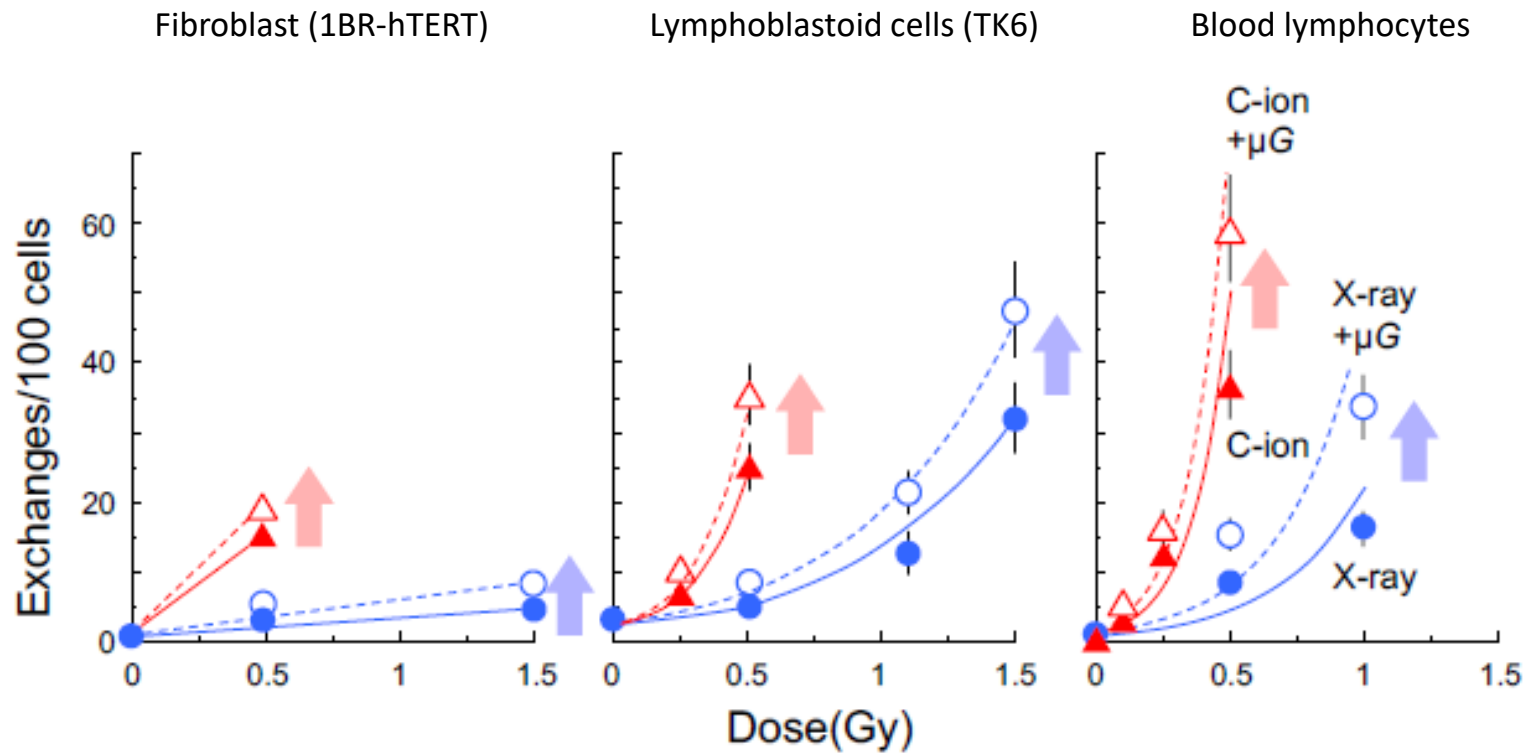 Fibroblast (1BR-hTERT)
Lymphoblastoid cells (TK6)
Blood lymphocytes
Exchanges/100 cells
60
40
20
0
0
0.5
1
1.5
0
0.5
1
1.5
C-ion
+μG
X-ray
+μG
C-ion
X-ray
0
0.5
1
1.5
Dose(Gy)